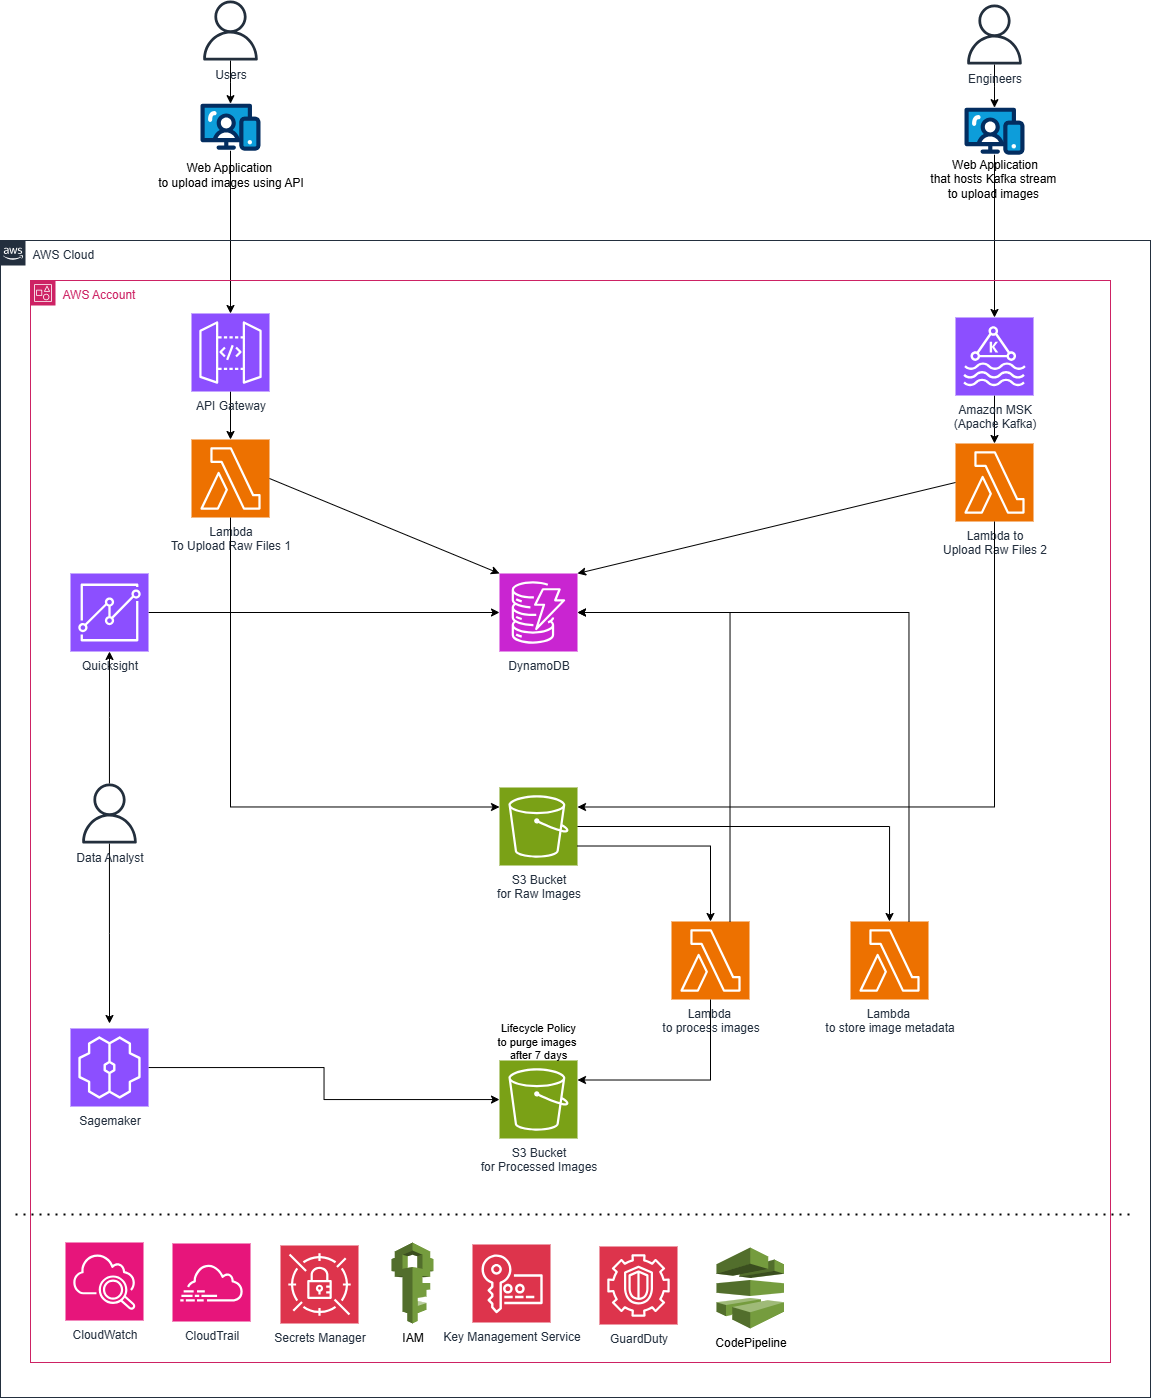 Users
Engineers
Web Application
to upload images using API
Web Application
that hosts Kafka stream
to upload images
aws
AWS Cloud
AWS Account
</>
API Gateway
K
Amazon MSK
(Apache Kafka)
Lambda
To Upload Raw Files 1
Lambda to
Upload Raw Files 2
Quicksight
DynamoDB
Data Analyst
S3 Bucket
for Raw Images
Lambda
to process images
Lambda
to store image metadata
Lifecycle Policy
to purge images
after 7 days
Sagemaker
S3 Bucket
for Processed Images
CloudWatch
CloudTrail
Secrets Manager
IAM
Key Management Service
GuardDuty
CodePipeline